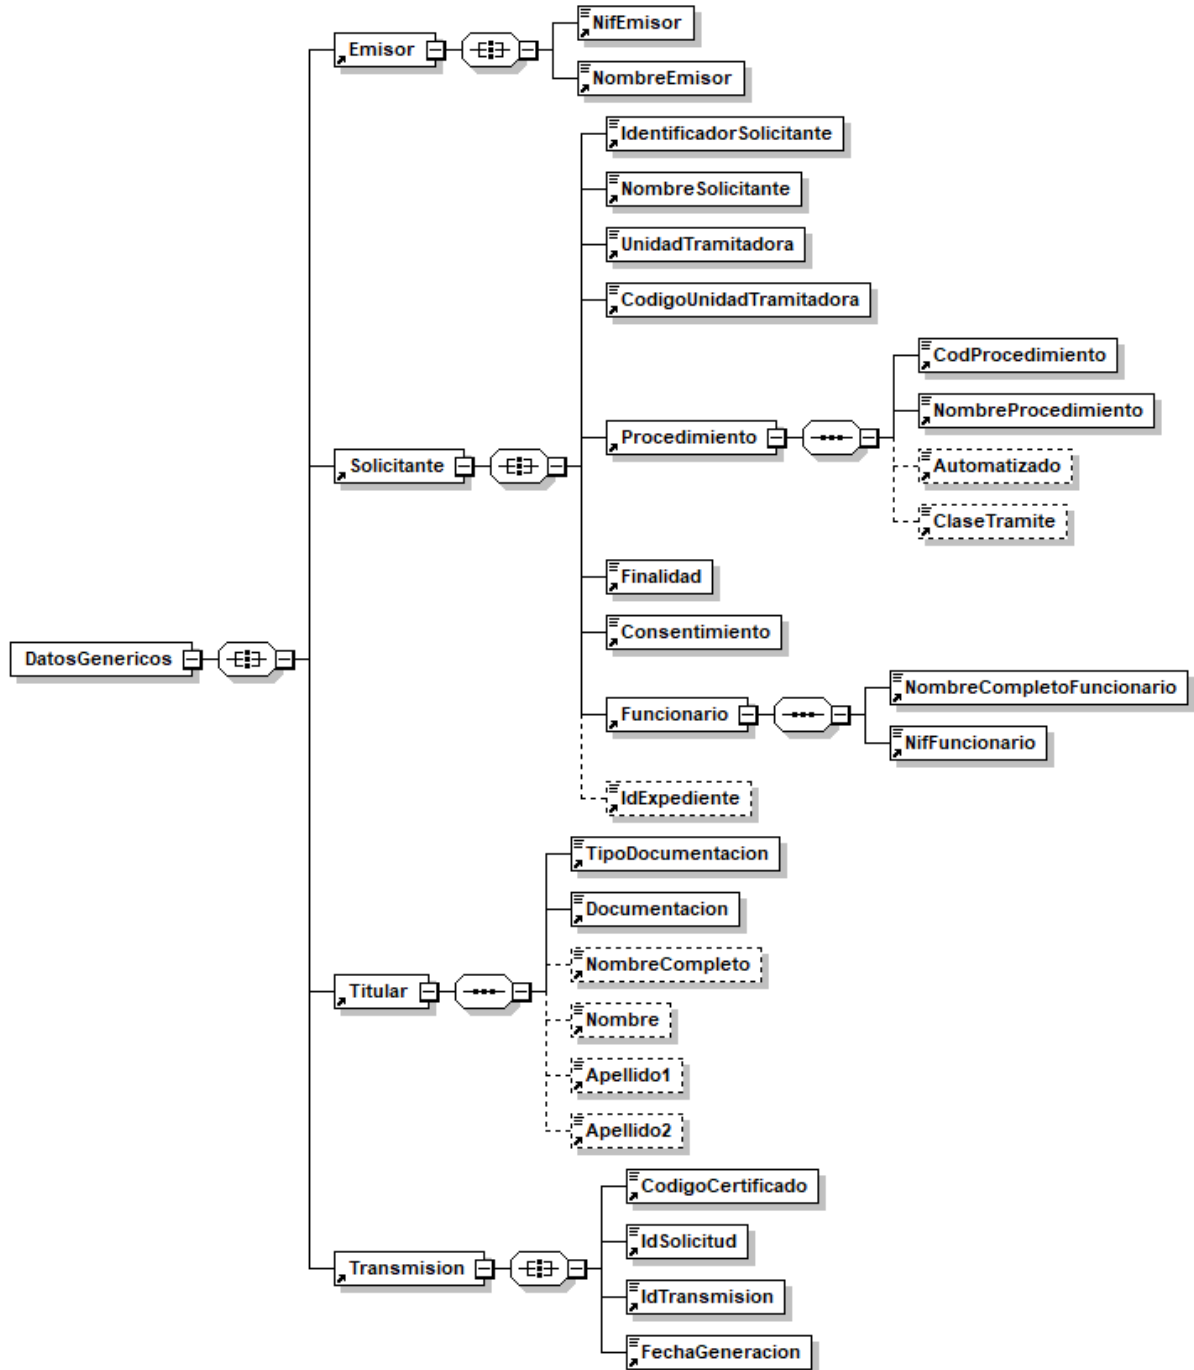 NifEmisor
Emisor
NombreEmisor
IdentificadorSolicitante
NombreSolicitante
UnidadTramitadora
CodigoUnidadTramitadora
CodProcedimiento
NombreProcedimiento
Procedimiento
Solicitante
Automatizado
ClaseTramite
Finalidad
Consentimiento
DatosGenericos
NombreCompletoFuncionario
Funcionario
NifFuncionario
IdExpediente
TipoDocumentacion
Documentacion
NombreCompleto
Titular
Nombre
Apellido1
Apellido2
CodigoCertificado
IdSolicitud
Transmision
IdTransmision
FechaGeneracion